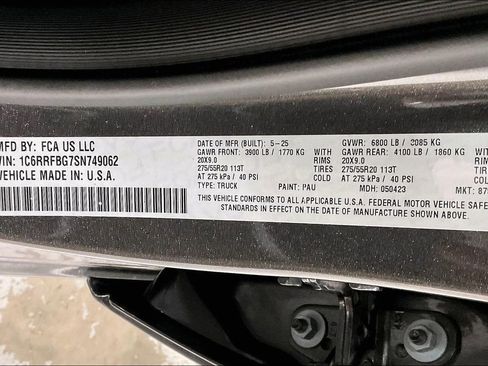 MFD BY: FCA US LLC
VIN: 1C6RRFBG7SN749062
VEHICLE MADE IN: U.S.A.
DATE OF MFR (BUILT): 5-25
GAWR FRONT: 3900 LB / 1770 KG WITH
20X9.0 RIMS
275/55R20 113T TIRES
AT 275 kPa / 40 PSI COLD
TYPE: TRUCK PAINT: PAU
GVWR: 6800 LB / 3085 KG
GAWR REAR: 4100 LB / 1860 KG WITH
20X9.0 RIMS
275/55R20 113T TIRES
AT 275 kPa / 40 PSI COLD
MDH: 050423 MKT: 87
THIS VEHICLE CONFORMS TO ALL APPLICABLE U.S.A. FEDERAL MOTOR VEHICLE SAFE
STANDARDS IN EFFECT ON THE DATE OF MANUFACTURE SHOWN ABOVE.